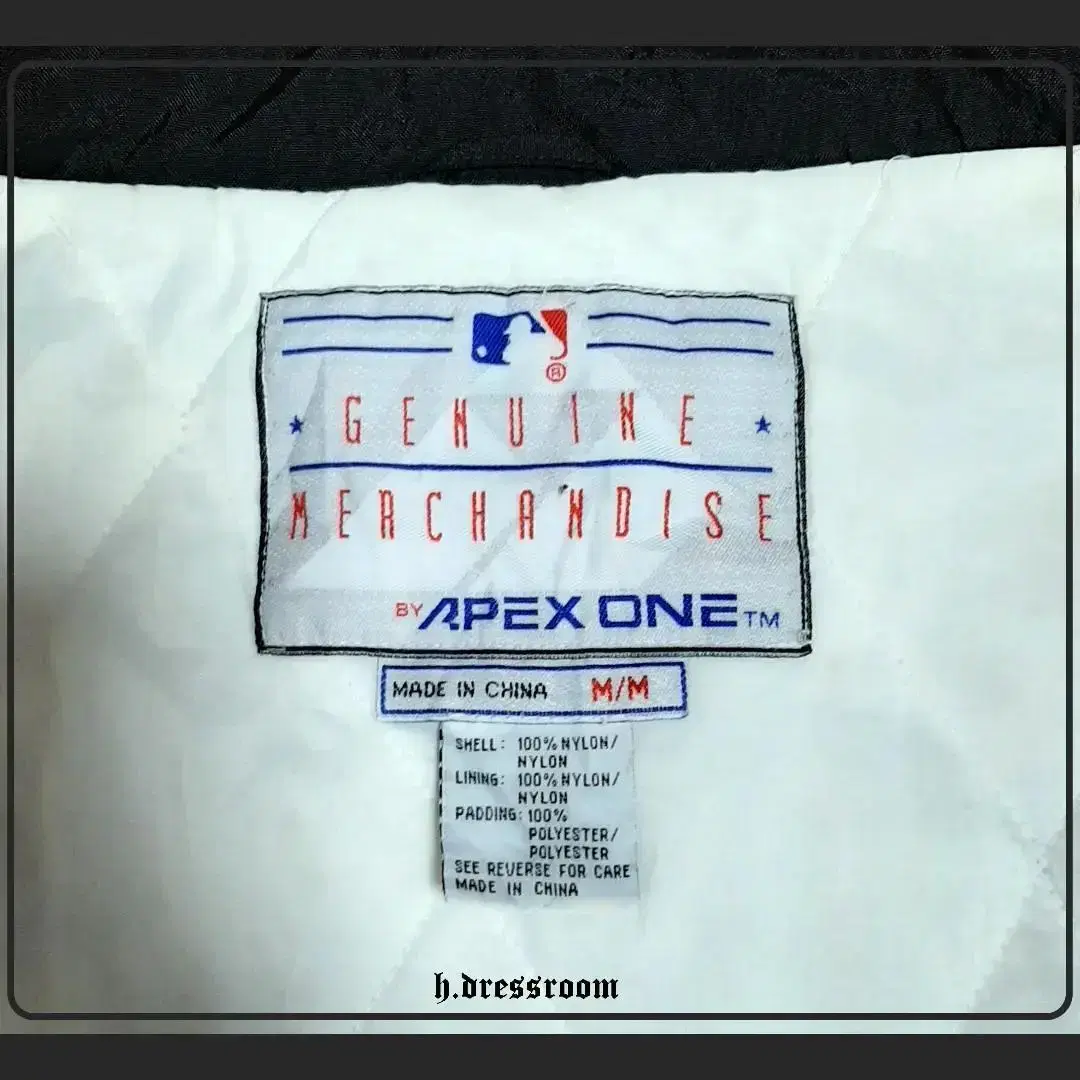 ®
GENUINE
MERCHANDISE
BY APEX ONE TM
MADE IN CHINA M/M
SHELL: 100% NYLON/
NYLON
LINING: 100% NYLON/
NYLON
PADDING: 100%
POLYESTER/
POLYESTER
SEE REVERSE FOR CARE
MADE IN CHINA
h.dressroom